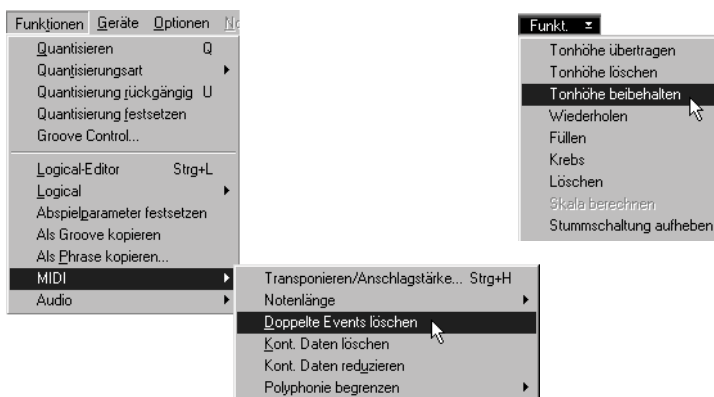 Funktionen Geräte Optionen
Quantisieren Q
Quantisierungsart
Quantisierung rückgängig U
Quantisierung festsetzen
Groove Control...
Logical-Editor Strg+L
Logical
Abspielparameter festsetzen
Als Groove kopieren
Als Phrase kopieren...
MIDI
Audio
Transponieren/Anschlagstärke... Strg+H
Notenlänge
Doppelte Events löschen
Kont. Daten löschen
Kont. Daten reduzieren
Polyphonie begrenzen
Funkt.
Tonhöhe übertragen
Tonhöhe löschen
Tonhöhe beibehalten
Wiederholen
Füllen
Krebs
Löschen
Skala berechnen
Stummschaltung aufheben